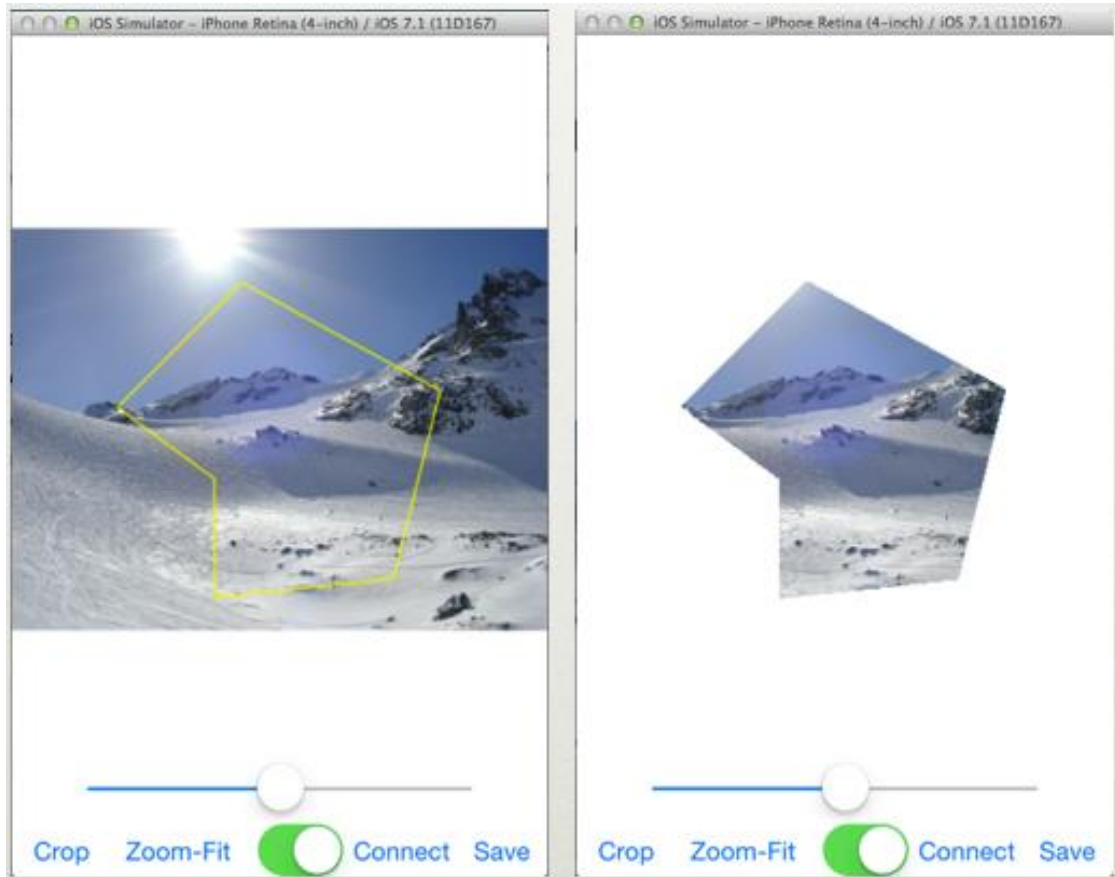 iOS Simulator – iPhone Retina (4-inch) / iOS 7.1 (11D167)
Crop Zoom-Fit Connect Save
iOS Simulator – iPhone Retina (4-inch) / iOS 7.1 (11D167)
Crop Zoom-Fit Connect Save